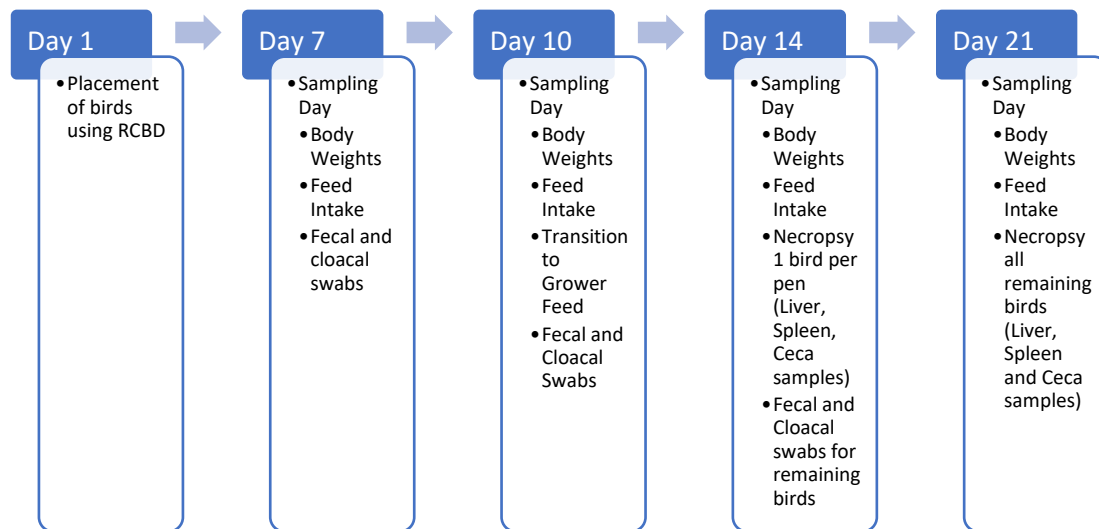 Day 1
•Placement
of birds
using RCBD
Day 7
•Sampling
Day
•Body
Weights
•Feed
Intake
•Fecal and
cloacal
swabs
Day 10
•Sampling
Day
•Body
Weights
•Feed
Intake
•Transition
to
Grower
Feed
•Fecal and
Cloacal
Swabs
Day 14
•Sampling
Day
•Body
Weights
•Feed
Intake
•Necropsy
1 bird per
pen
(Liver,
Spleen,
Ceca
samples)
•Fecal and
Cloacal
swabs for
remaining
birds
Day 21
•Sampling
Day
•Body
Weights
•Feed
Intake
•Necropsy
all
remaining
birds
(Liver,
Spleen
and Ceca
samples)